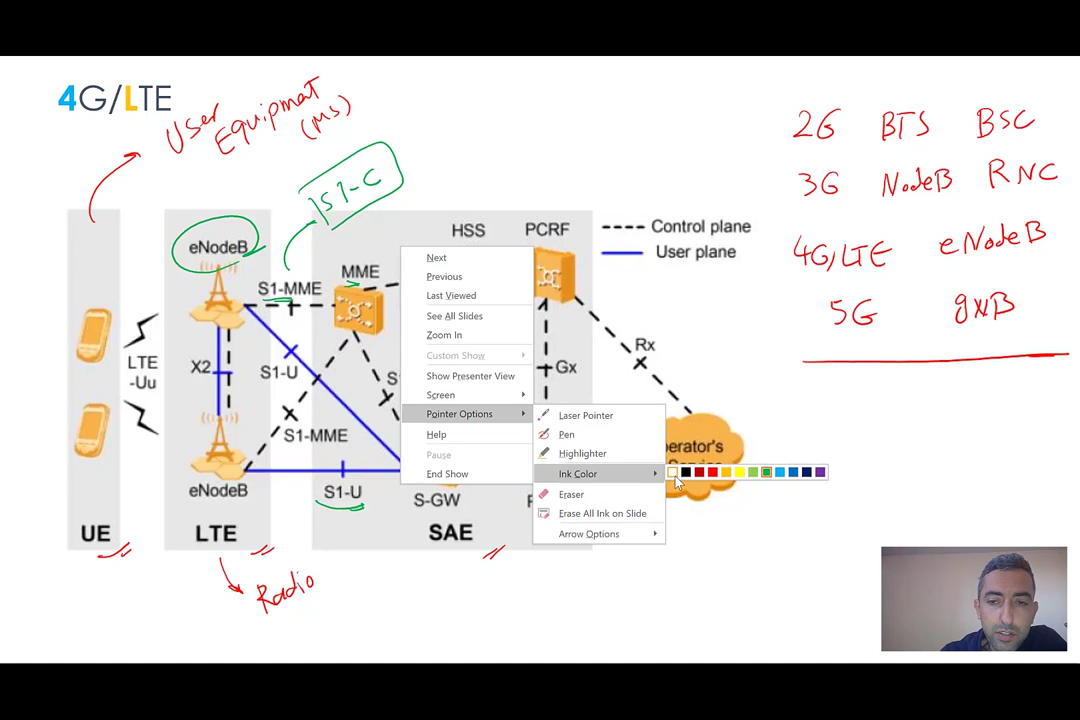 4G/LTE
User
Equipment
(MS)
2G BTS BSC
3G NodeB RNC
4G/LTE eNodeB
5G gNB
S1-C
eNodeB
HSS
PCRF
Control plane
User plane
MME
S1-MME
X2
LTE
-Uu
S1-U
S1-MME
Gx
Rx
erator's
eNodeB
S1-U
S-GW
UE
LTE
SAE
Radio
Next
Previous
Last Viewed
See All Slides
Zoom In
Custom Show
Show Presenter View
Screen
Pointer Options
Help
Pause
End Show
Laser Pointer
Pen
Highlighter
Ink Color
Eraser
Erase All Ink on Slide
Arrow Options